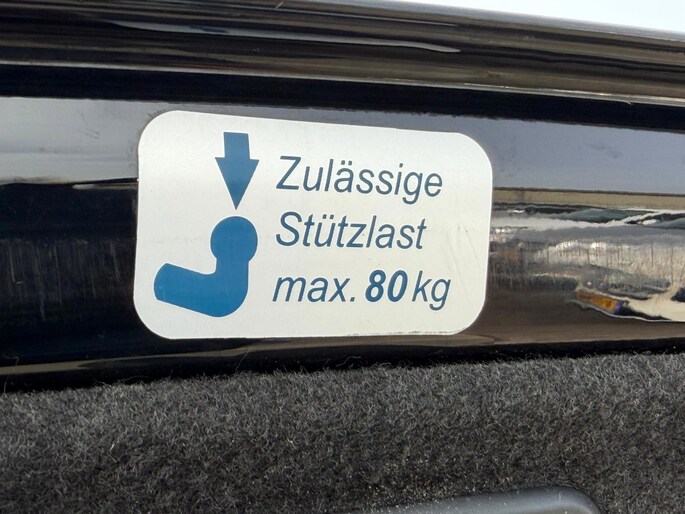 Zulässige
Stützlast
max. 80 kg